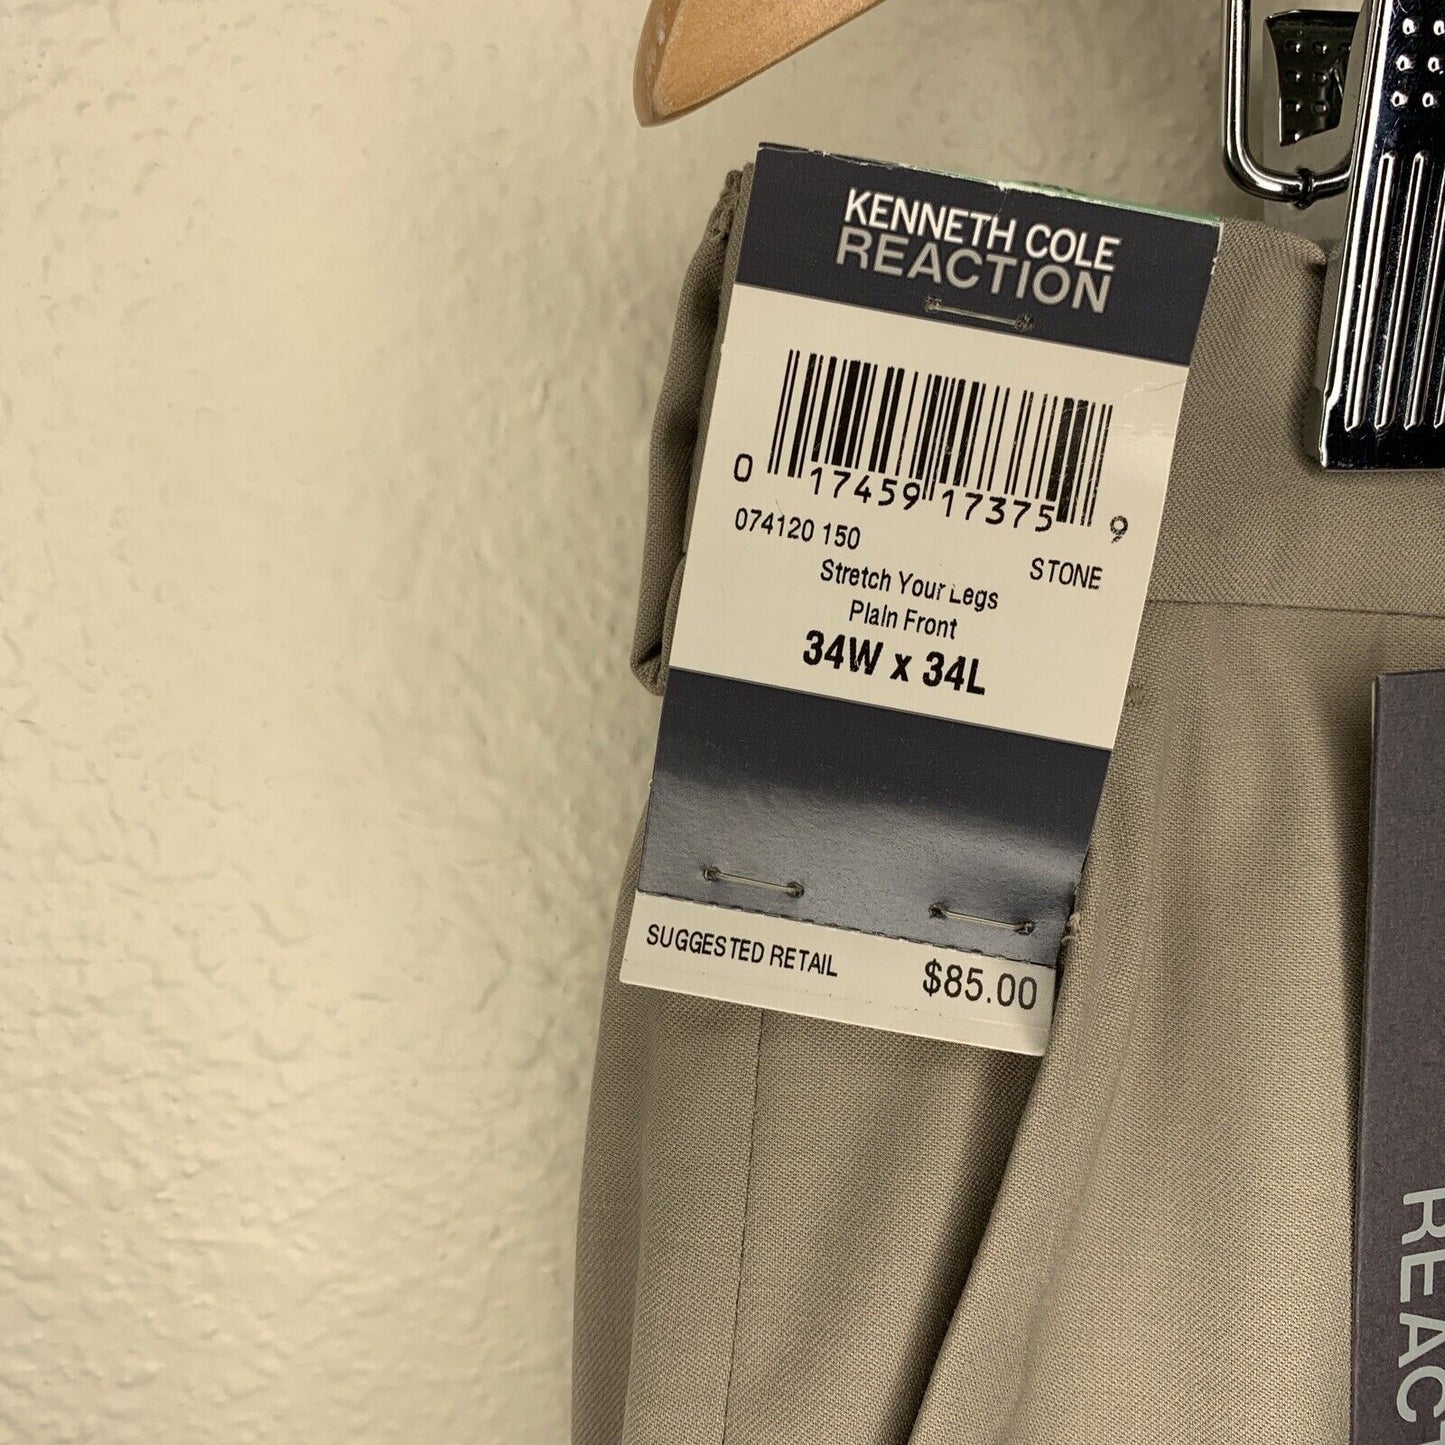 KENNETH COLE
REACTION
0 17459 17375 9
074120 150
STONE
Stretch Your Legs
Plain Front
34W x 34L
SUGGESTED RETAIL
$85.00
REACT